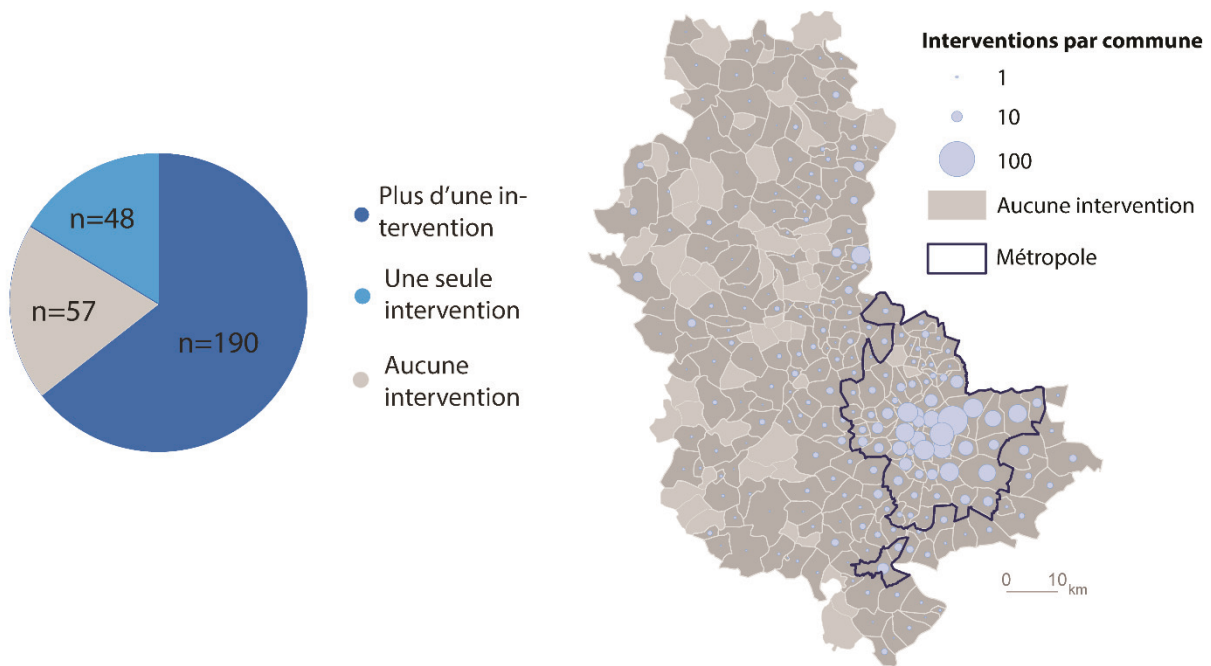 n=48
n=57
n=190
Plus d’une in-
tervention
Une seule
intervention
Aucune
intervention
Interventions par commune
1
10
100
Aucune intervention
Métropole
0 10
km